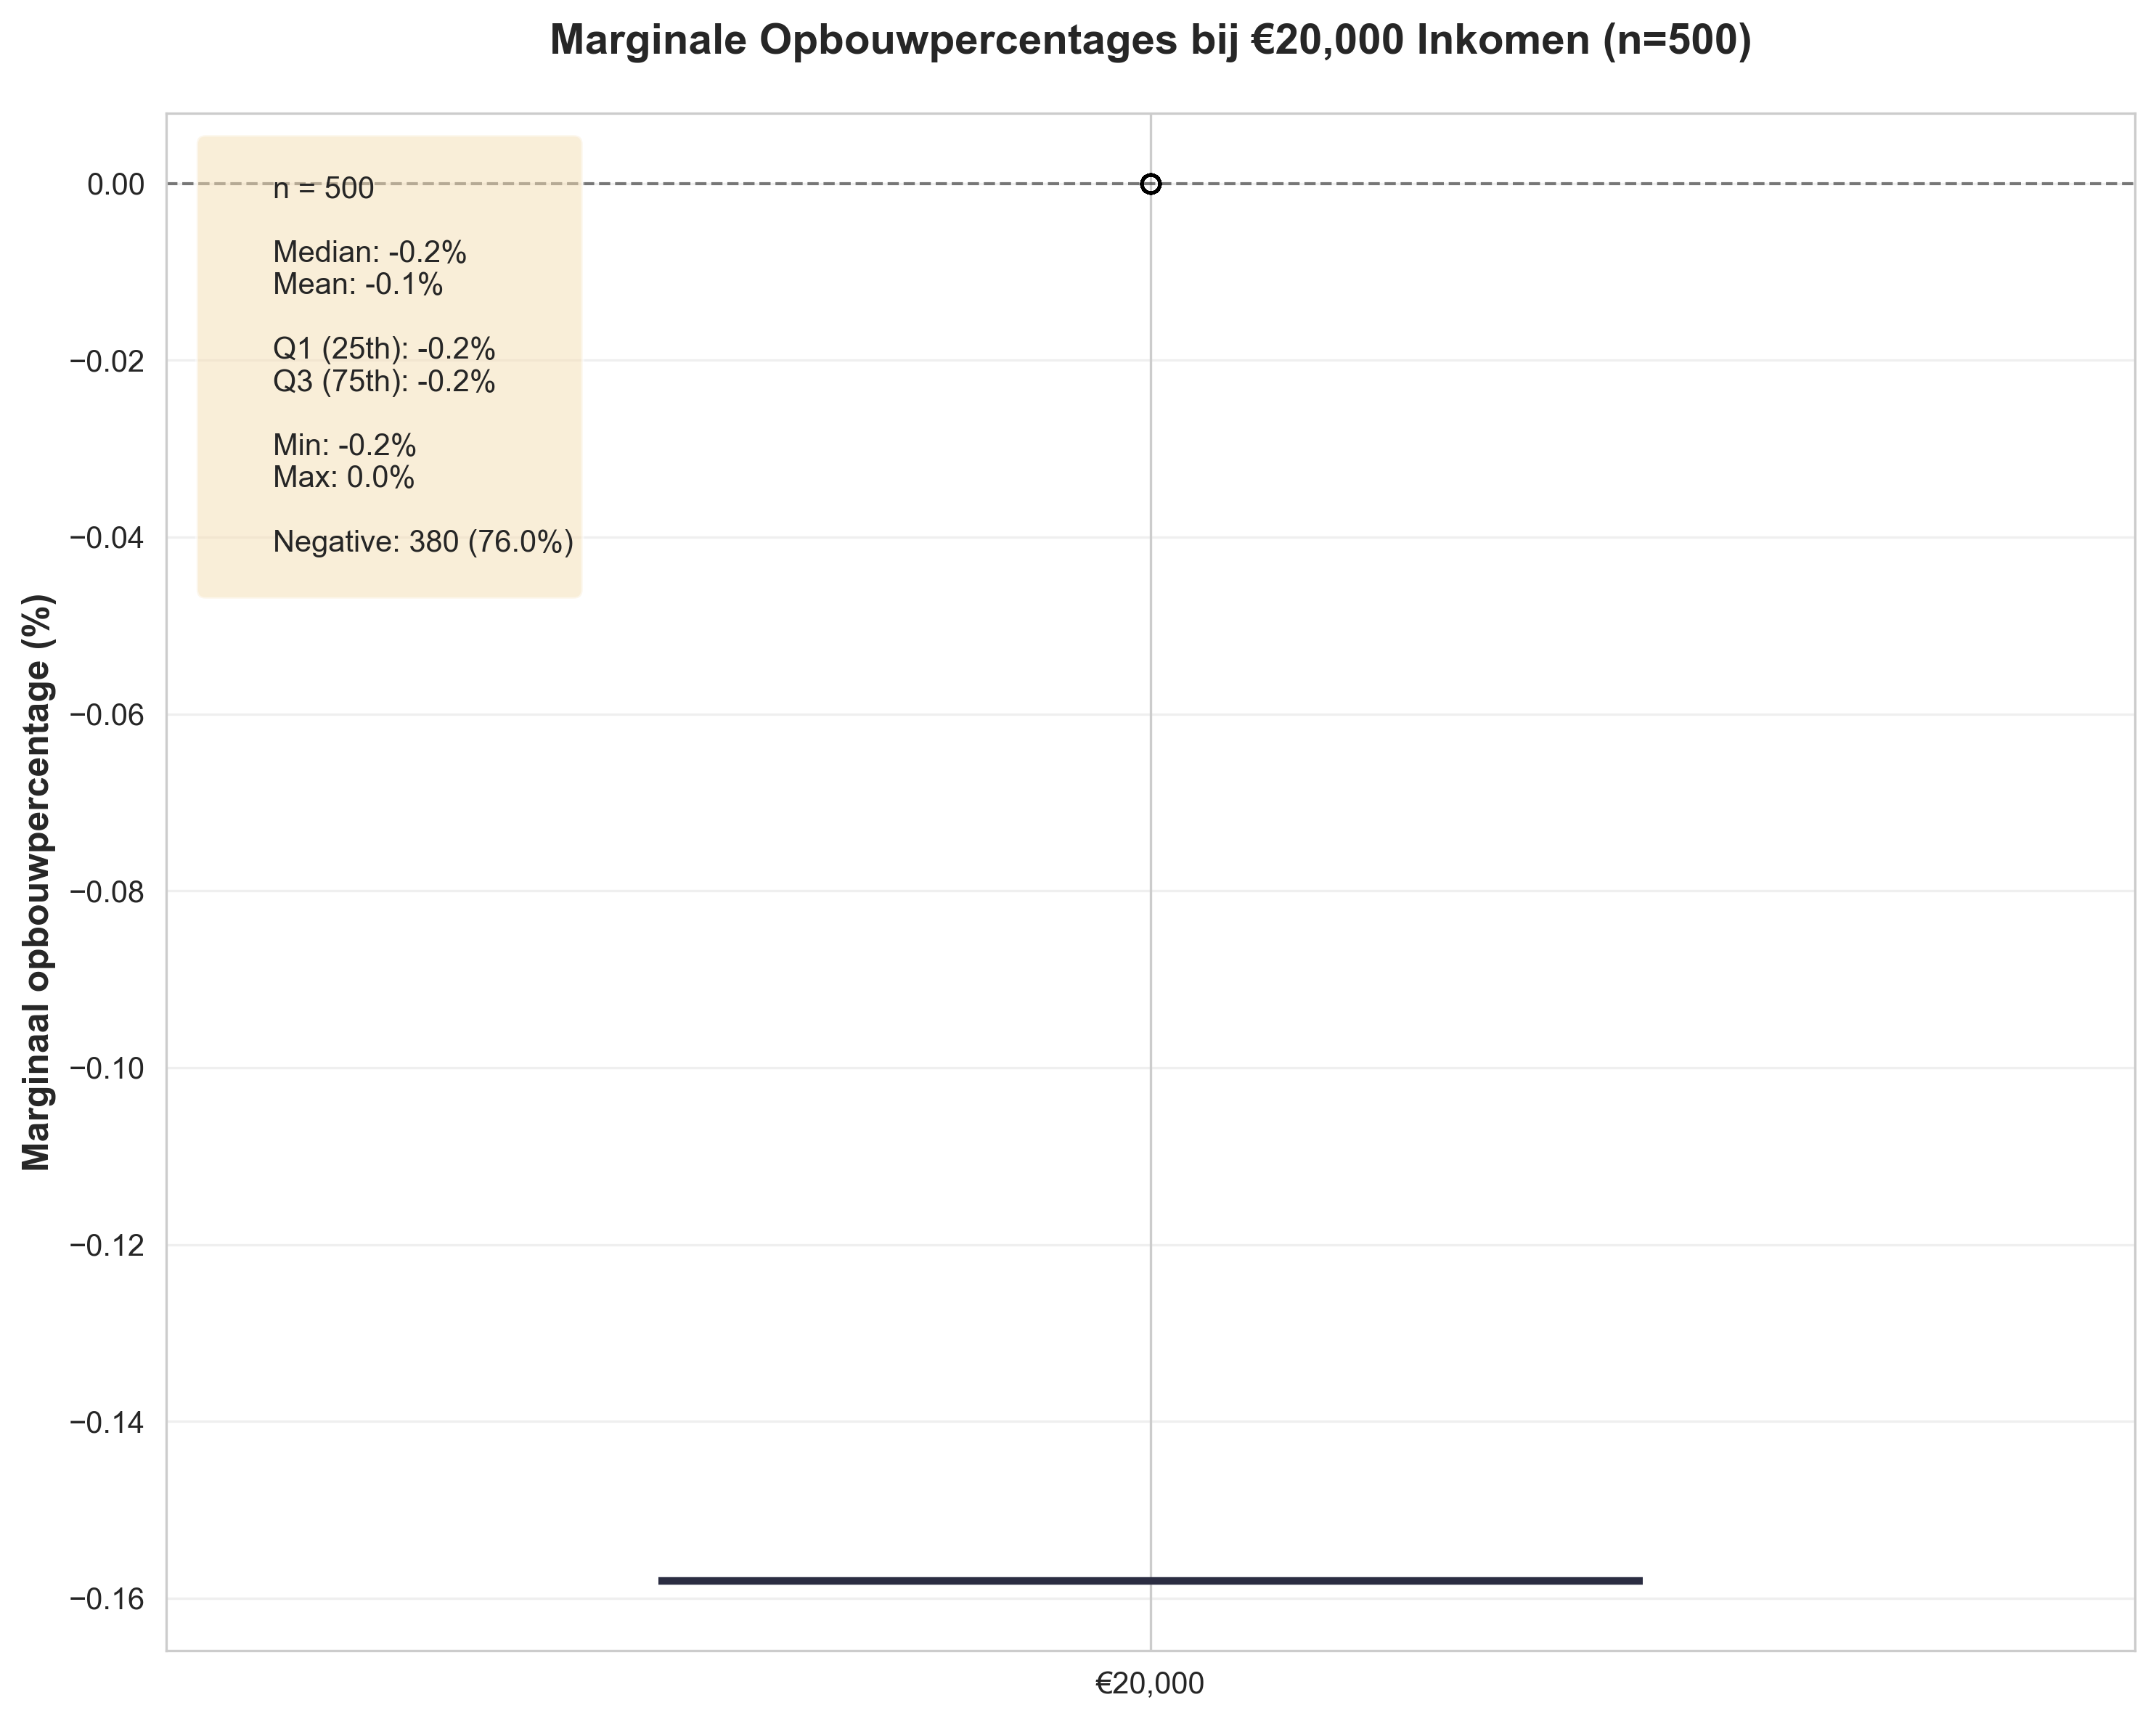 Marginale Opbouwpercentages bij €20,000 Inkomen (n=500)
n = 500
Median: -0.2%
Mean: -0.1%
Q1 (25th): -0.2%
Q3 (75th): -0.2%
Min: -0.2%
Max: 0.0%
Negative: 380 (76.0%)
Marginaal opbouwpercentage (%)
0.00
−0.02
−0.04
−0.06
−0.08
−0.10
−0.12
−0.14
−0.16
€20,000